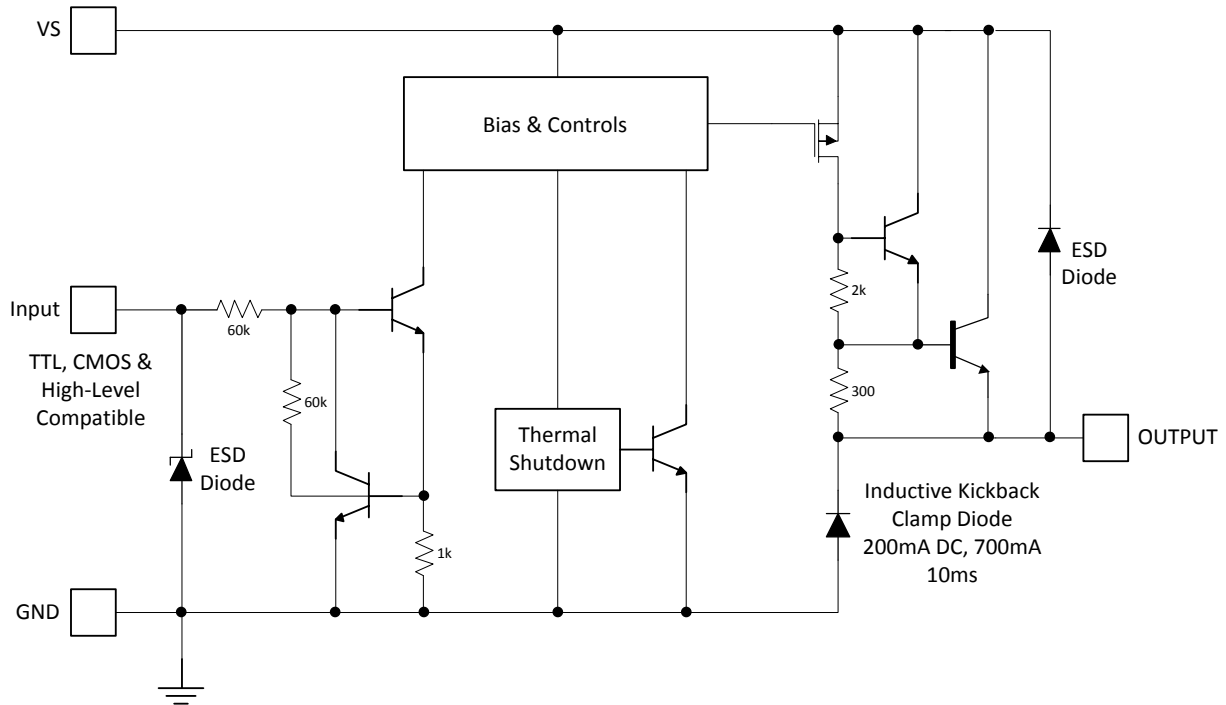 VS
Bias & Controls
ESD
Diode
2k
Input
60k
TTL, CMOS &
High-Level
Compatible
60k
300
ESD
Diode
Thermal
Shutdown
OUTPUT
Inductive Kickback
Clamp Diode
200mA DC, 700mA
10ms
1k
GND